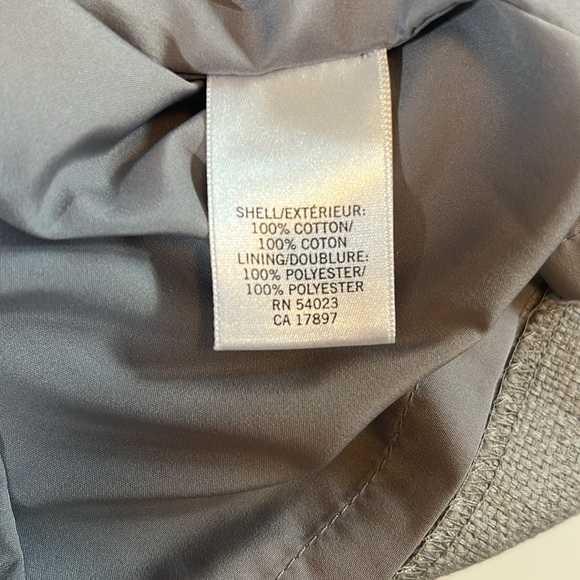 SHELL/EXTÉRIEUR:
100% COTTON/
100% COTON
LINING/DOUBLURE:
100% POLYESTER/
100% POLYESTER
RN 54023
CA 17897